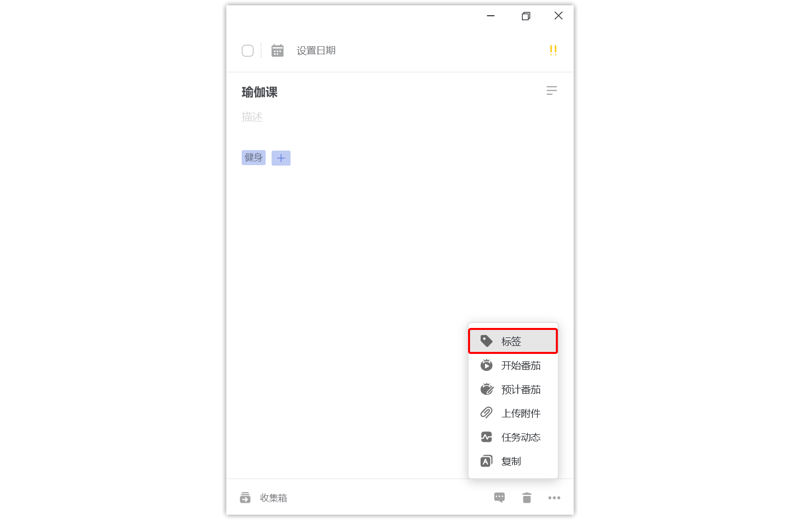 设置日期
瑜伽课
描述
健身
标签
开始番茄
预计番茄
上传附件
任务动态
复制
收集箱